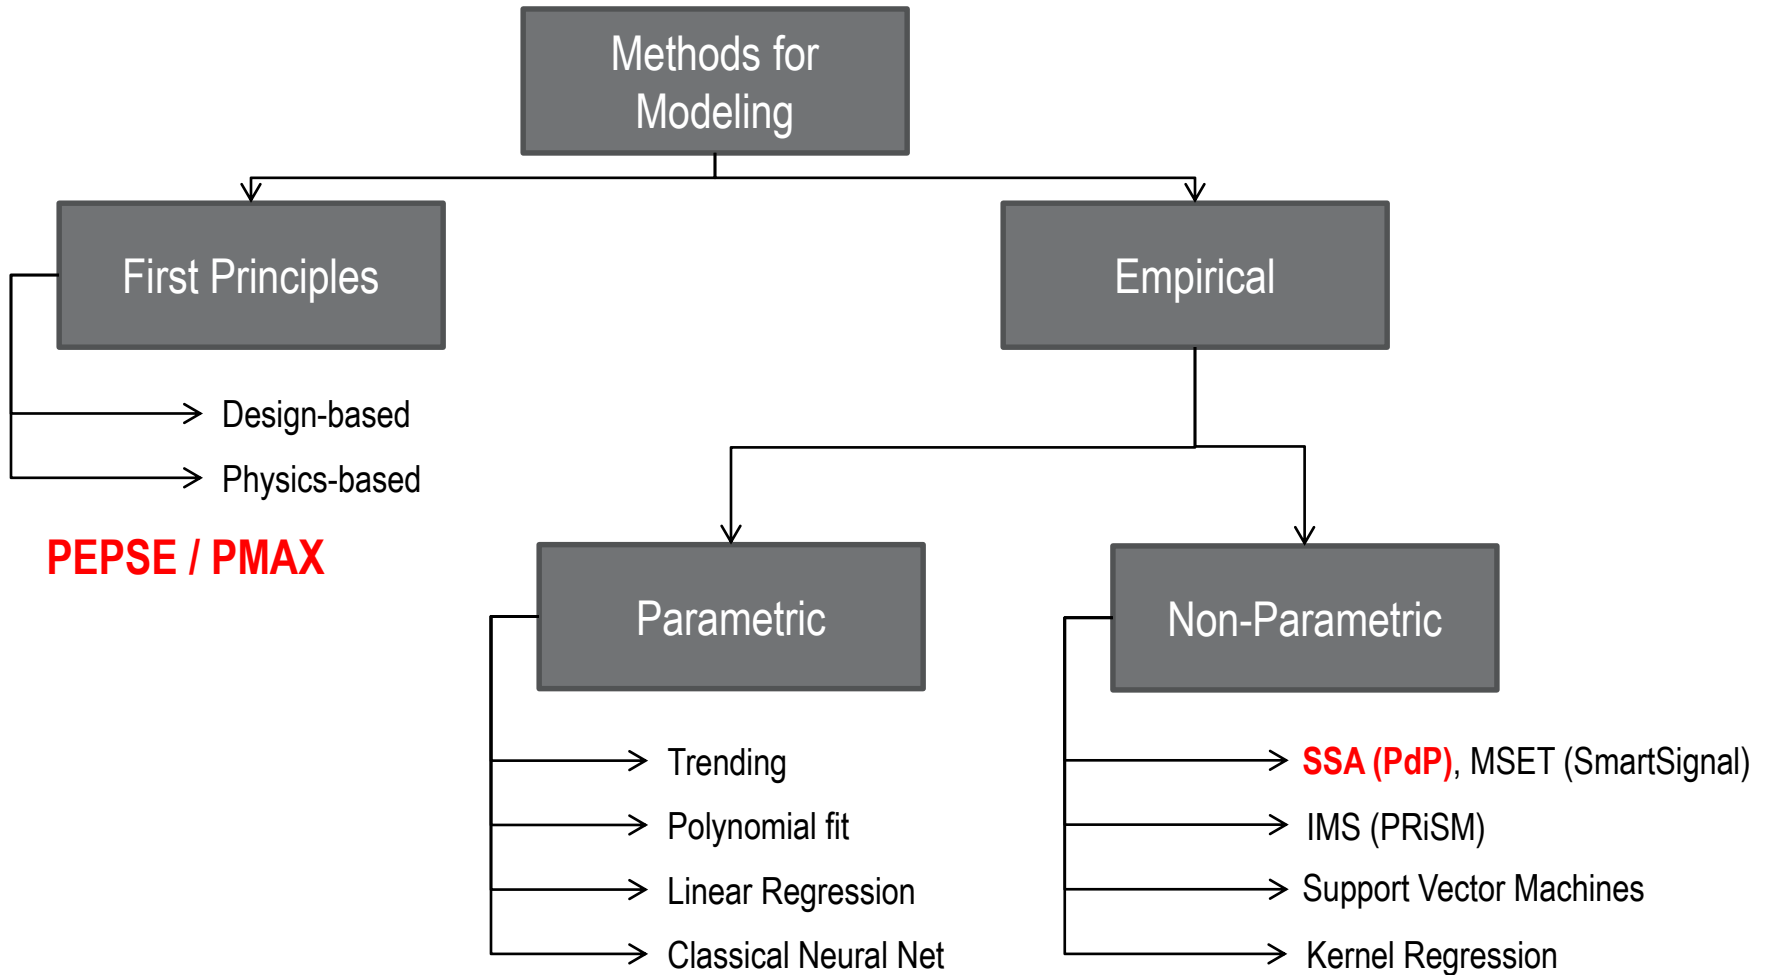 Methods for
Modeling
First Principles
Empirical
Design-based
Physics-based
PEPSE / PMAX
Parametric
Non-Parametric
Trending
Polynomial fit
Linear Regression
Classical Neural Net
SSA (PdP), MSET (SmartSignal)
IMS (PRiSM)
Support Vector Machines
Kernel Regression